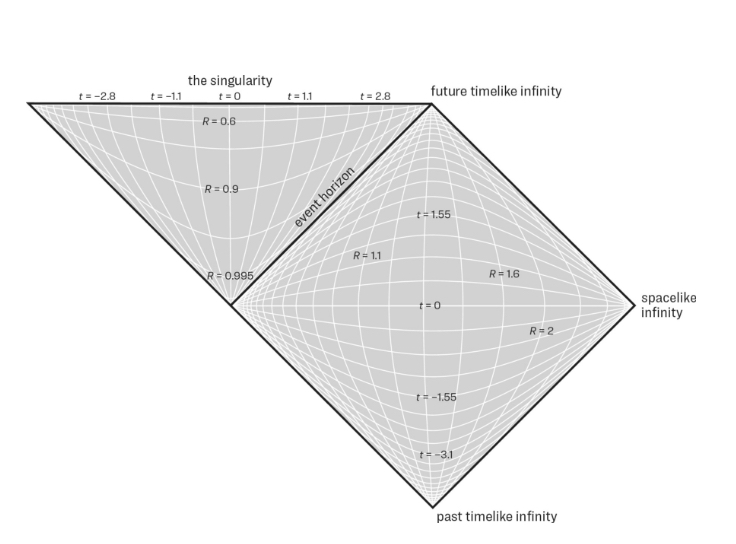 the singularity
t = −2.8
t = −1.1
t = 0
t = 1.1
t = 2.8
future timelike infinity
R = 0.6
event horizon
R = 0.9
t = 1.55
R = 1.1
R = 1.6
R = 0.995
t = 0
spacelike
infinity
R = 2
t = −1.55
t = −3.1
past timelike infinity